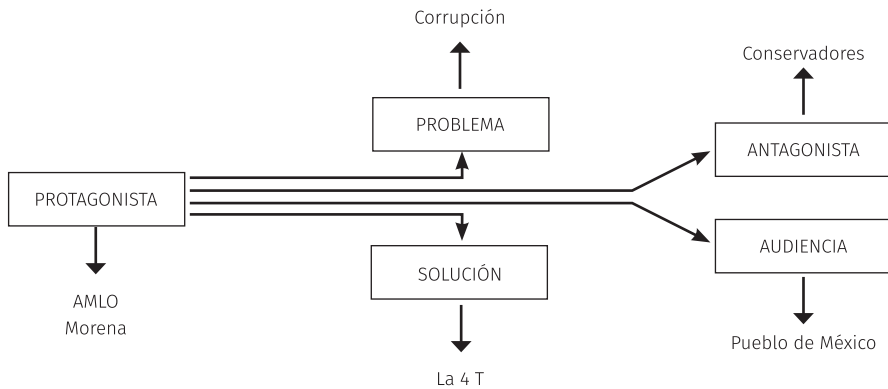 Corrupción
Conservadores
PROBLEMA
ANTAGONISTA
PROTAGONISTA
AUDIENCIA
SOLUCIÓN
AMLO
Morena
Pueblo de México
La 4 T